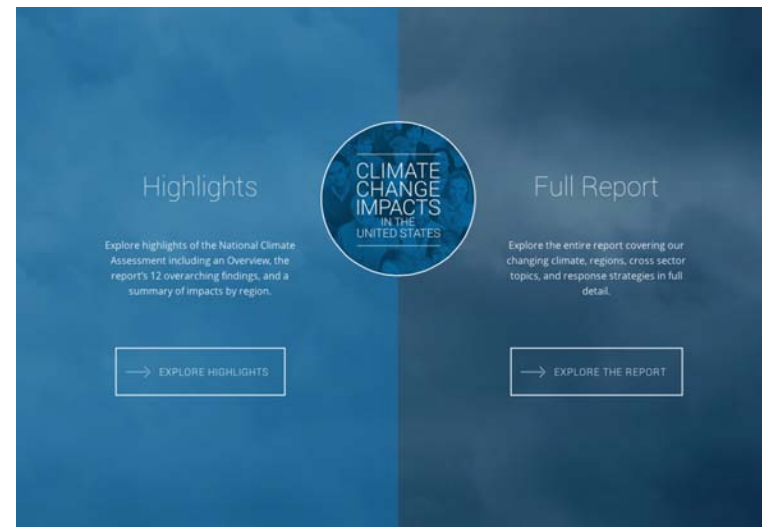 Highlights
Explore highlights of the National Climate
Assessment including an Overview, the
report's 12 overarching findings, and a
summary of impacts by region.
EXPLORE HIGHLIGHTS
CLIMATE
CHANGE
IMPACTS
IN THE
UNITED STATES
Full Report
Explore the entire report covering our
changing climate, regions, cross sector
topics, and response strategies in full
detail.
EXPLORE THE REPORT